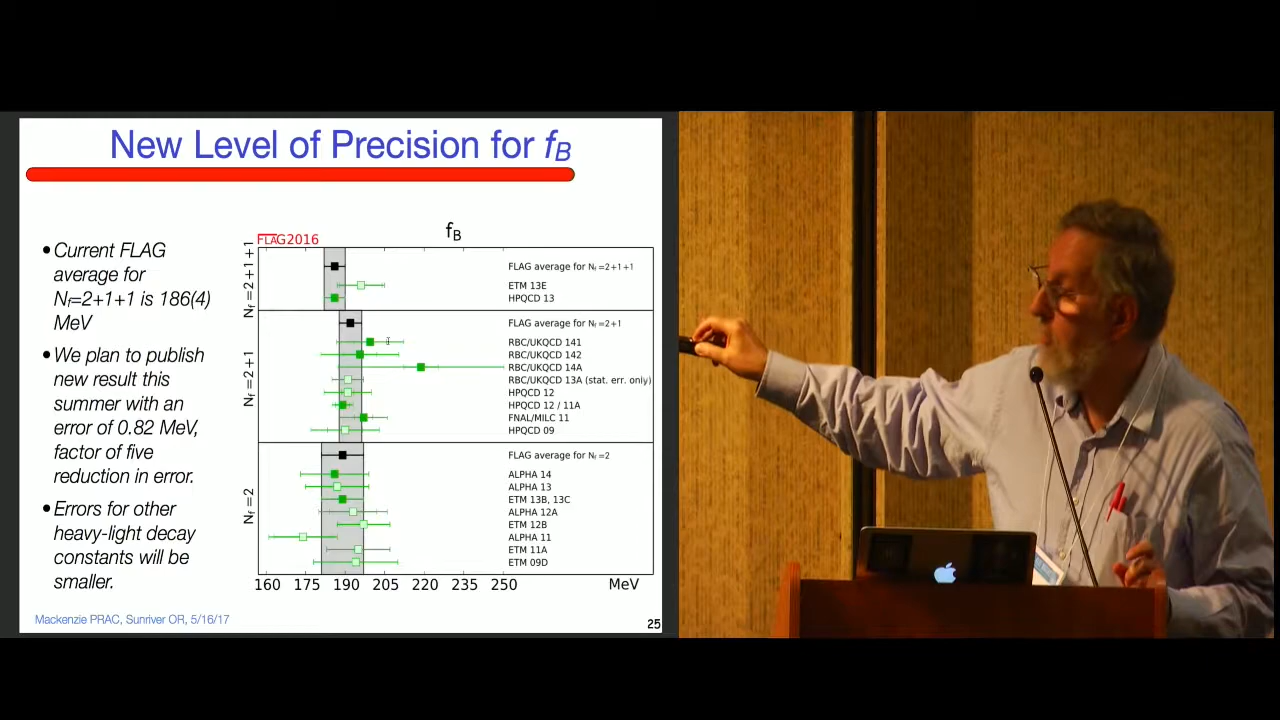 New Level of Precision for fB
•Current FLAG
average for
Nf=2+1+1 is 186(4)
MeV
•We plan to publish
new result this
summer with an
error of 0.82 MeV,
factor of five
reduction in error.
•Errors for other
heavy-light decay
constants will be
smaller.
FLAG2016
fB
Nf=2+1+1
FLAG average for Nf=2+1+1
ETM 13E
HPQCD 13
Nf=2+1
FLAG average for Nf=2+1
RBC/UKQCD 141
RBC/UKQCD 142
RBC/UKQCD 14A
RBC/UKQCD 13A (stat. err. only)
HPQCD 12
HPQCD 12 / 11A
FNAL/MILC 11
HPQCD 09
Nf=2
FLAG average for Nf=2
ALPHA 14
ALPHA 13
ETM 13B, 13C
ALPHA 12A
ETM 12B
ALPHA 11
ETM 11A
ETM 09D
160 175 190 205 220 235 250 MeV
Mackenzie PRAC, Sunriver OR, 5/16/17
25